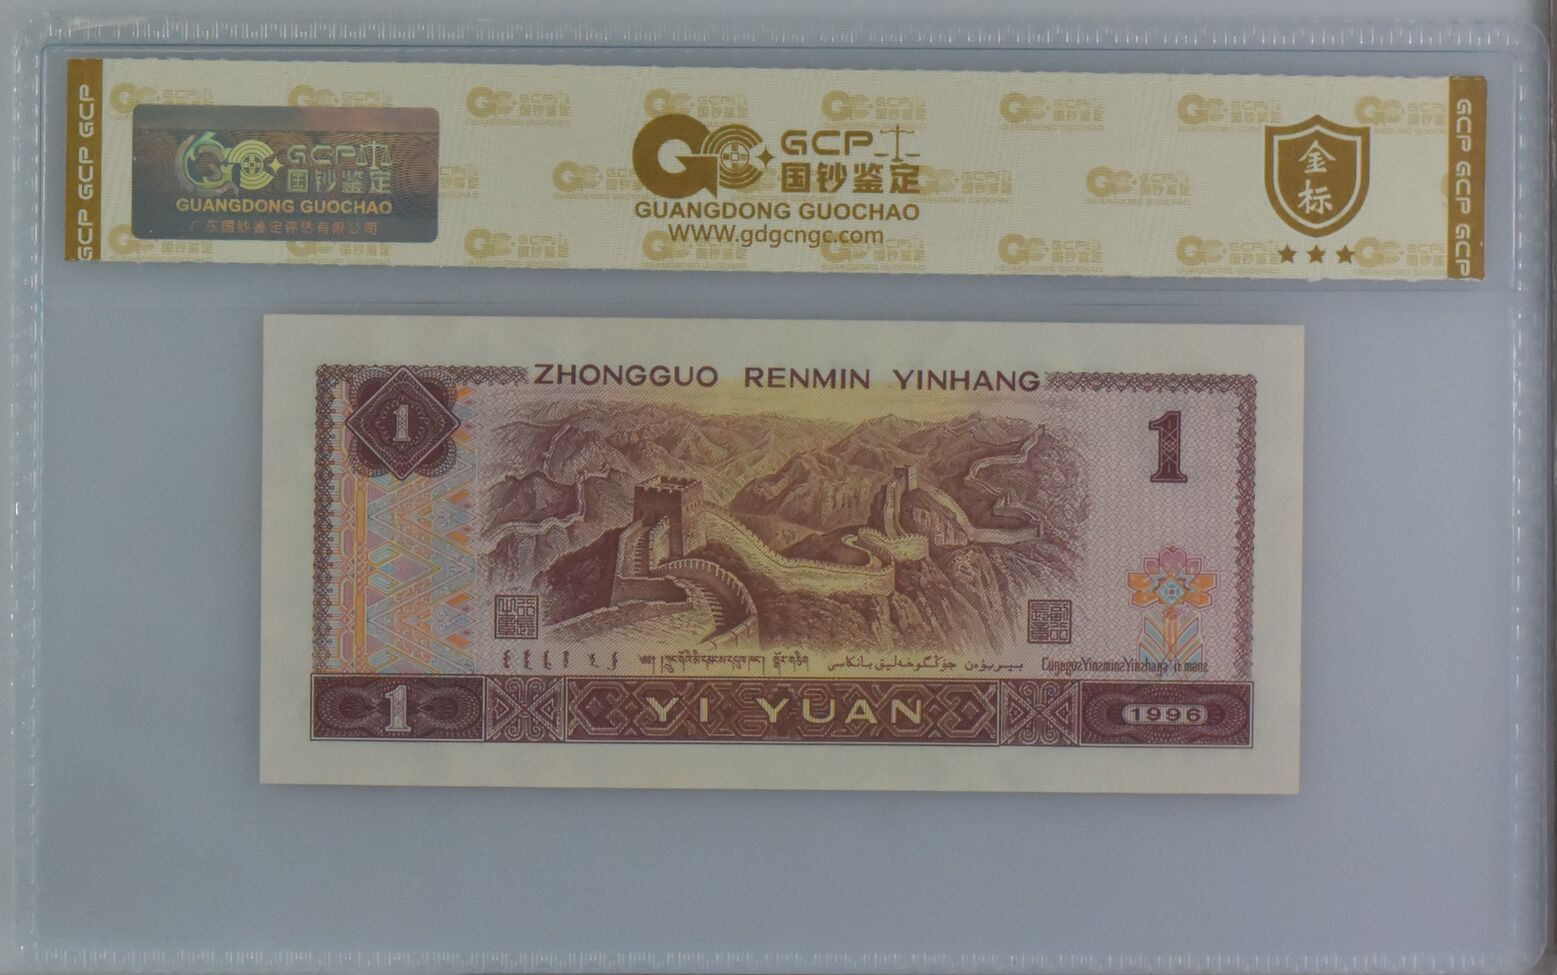 GCP GCP GCP
GCP
国钞鉴定
GUANGDONG GUOCHAO
广东国钞鉴定评估有限公司
GCP
国钞鉴定
GUANGDONG GUOCHAO
WWW.gdgcngc.com
金标
GCP GCP GCP
ZHONGGUO RENMIN YINHANG
1
1
1
YI YUAN
1996